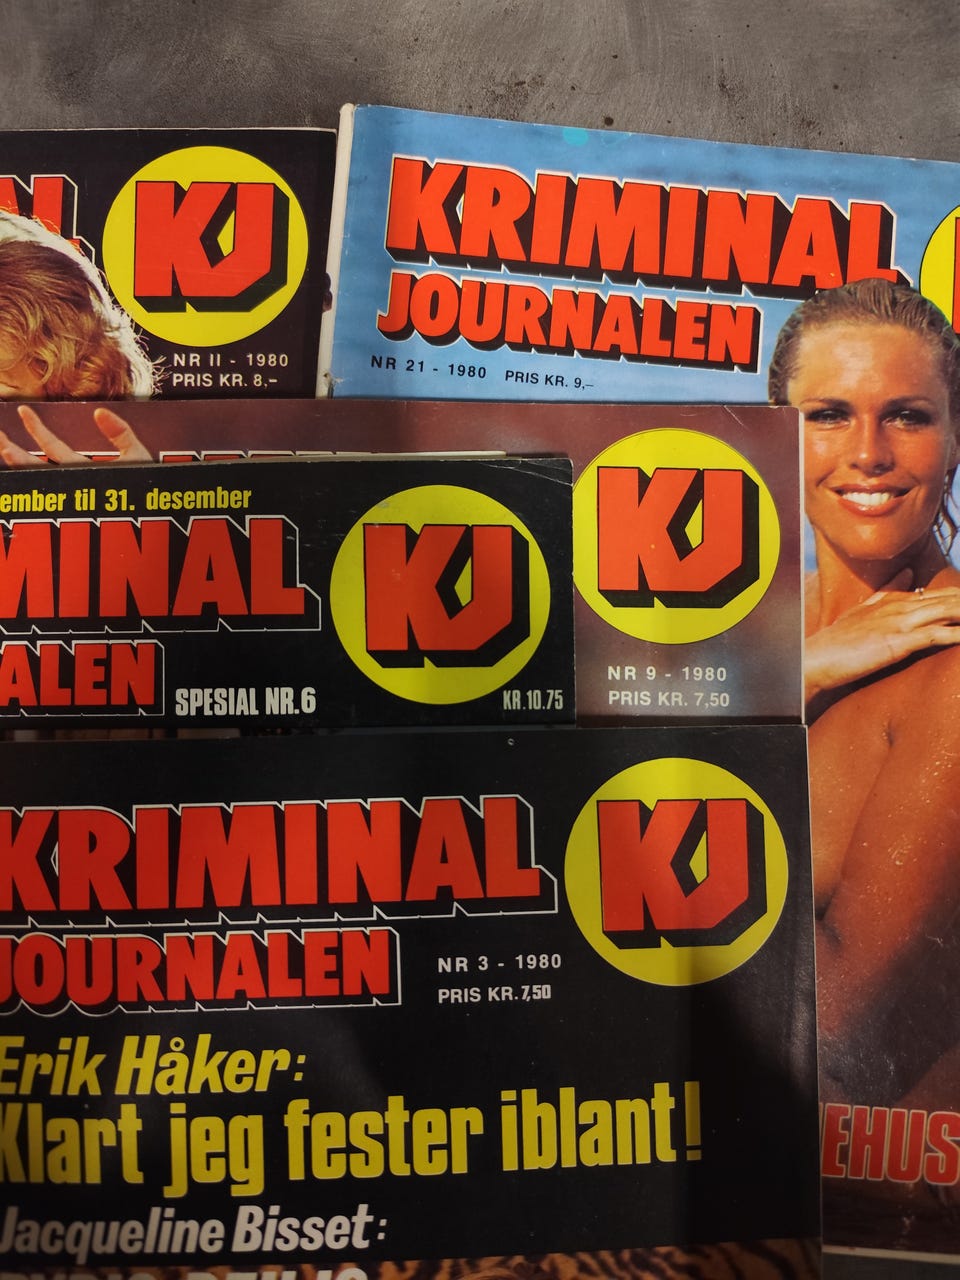 KJ
NR 11 - 1980
PRIS KR. 8,-
KRIMINAL
JOURNALEN
NR 21 - 1980 PRIS KR. 9,-
KJ
NR 9 - 1980
PRIS KR. 7,50
ember til 31. desember
MINAL
ALEN
SPESIAL NR.6
KJ
KR.10.75
KRIMINAL
JOURNALEN
KJ
NR 3 - 1980
PRIS KR.7,50
Erik Håker:
Klart jeg fester iblant!
Jacqueline Bisset:
EHUS